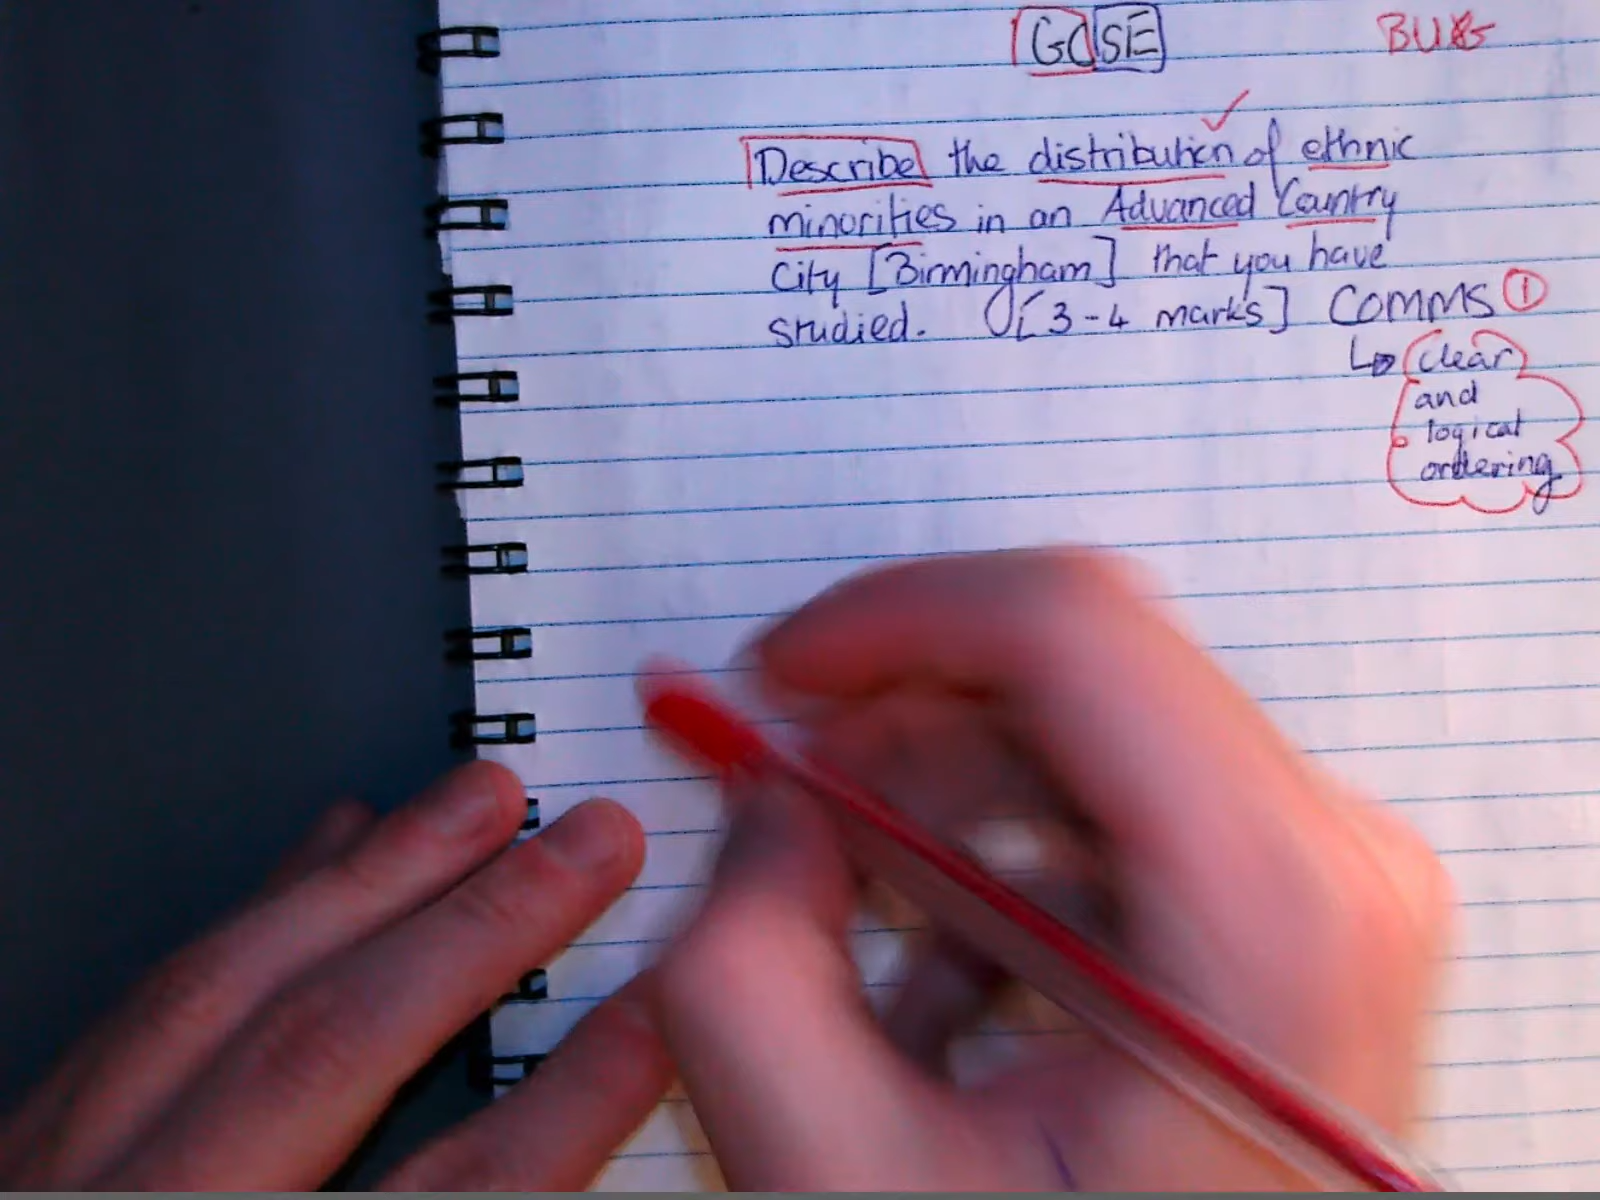 GCSE
BUG
Describe the distribution of ethnic
minorities in an Advanced Country
City [Birmingham] that you have
studied. [3-4 marks] COMMS 1
clear
and
logical
ordering